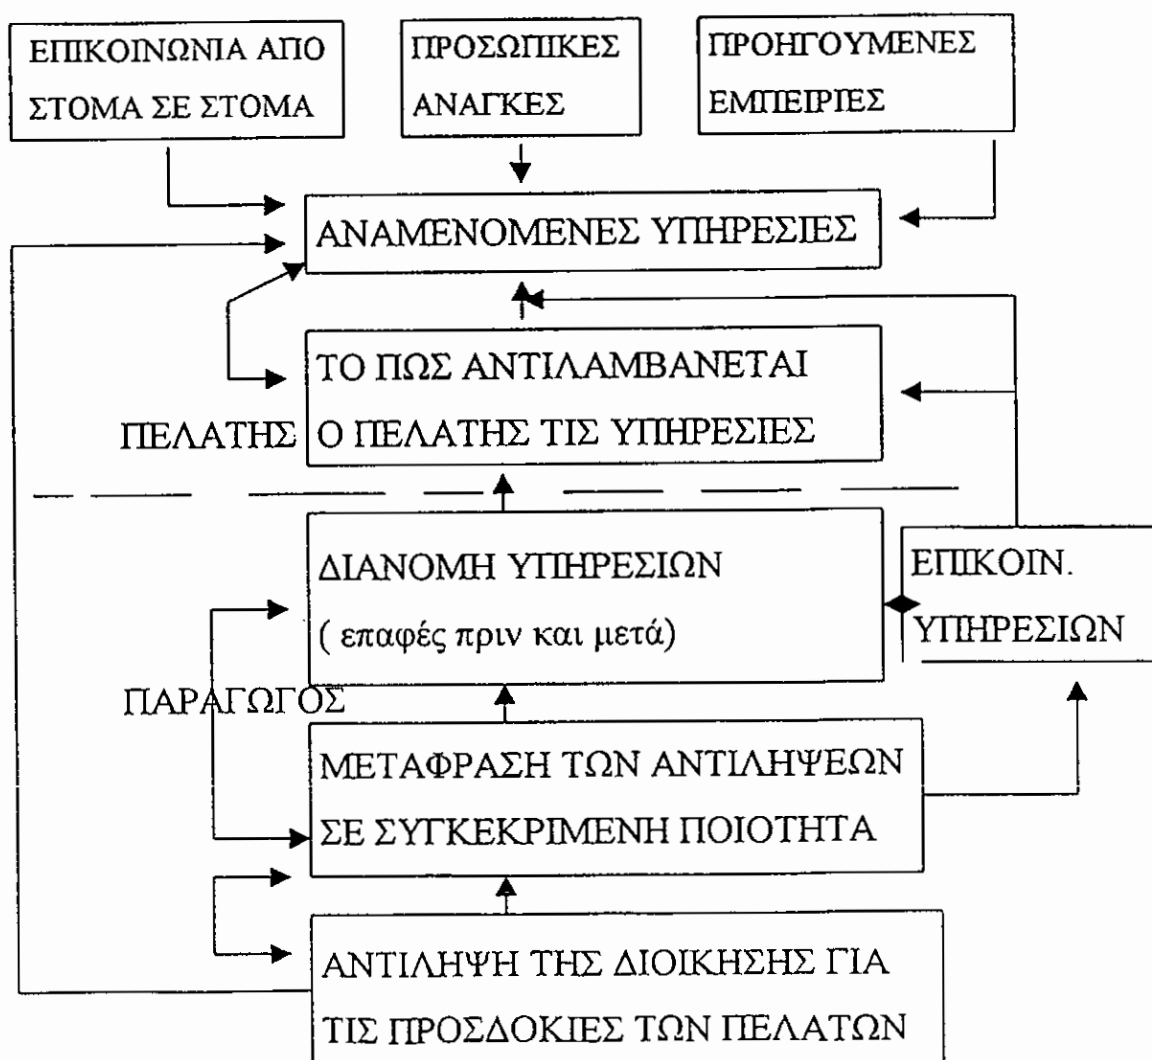 ΕΠΙΚΟΙΝΩΝΙΑ ΑΠΟ
ΣΤΟΜΑ ΣΕ ΣΤΟΜΑ
ΠΡΟΣΩΠΙΚΕΣ
ΑΝΑΓΚΕΣ
ΠΡΟΗΓΟΥΜΕΝΕΣ
ΕΜΠΕΙΡΙΕΣ
ΑΝΑΜΕΝΟΜΕΝΕΣ ΥΠΗΡΕΣΙΕΣ
ΤΟ ΠΩΣ ΑΝΤΙΛΑΜΒΑΝΕΤΑΙ
Ο ΠΕΛΑΤΗΣ ΤΙΣ ΥΠΗΡΕΣΙΕΣ
ΠΕΛΑΤΗΣ
ΔΙΑΝΟΜΗ ΥΠΗΡΕΣΙΩΝ
( επαφές πριν και μετά)
ΕΠΙΚΟΙΝ.
ΥΠΗΡΕΣΙΩΝ
ΠΑΡΑΓΩΓΟΣ
ΜΕΤΑΦΡΑΣΗ ΤΩΝ ΑΝΤΙΛΗΨΕΩΝ
ΣΕ ΣΥΓΚΕΚΡΙΜΕΝΗ ΠΟΙΟΤΗΤΑ
ΑΝΤΙΛΗΨΗ ΤΗΣ ΔΙΟΙΚΗΣΗΣ ΓΙΑ
ΤΙΣ ΠΡΟΣΔΟΚΙΕΣ ΤΩΝ ΠΕΛΑΤΩΝ